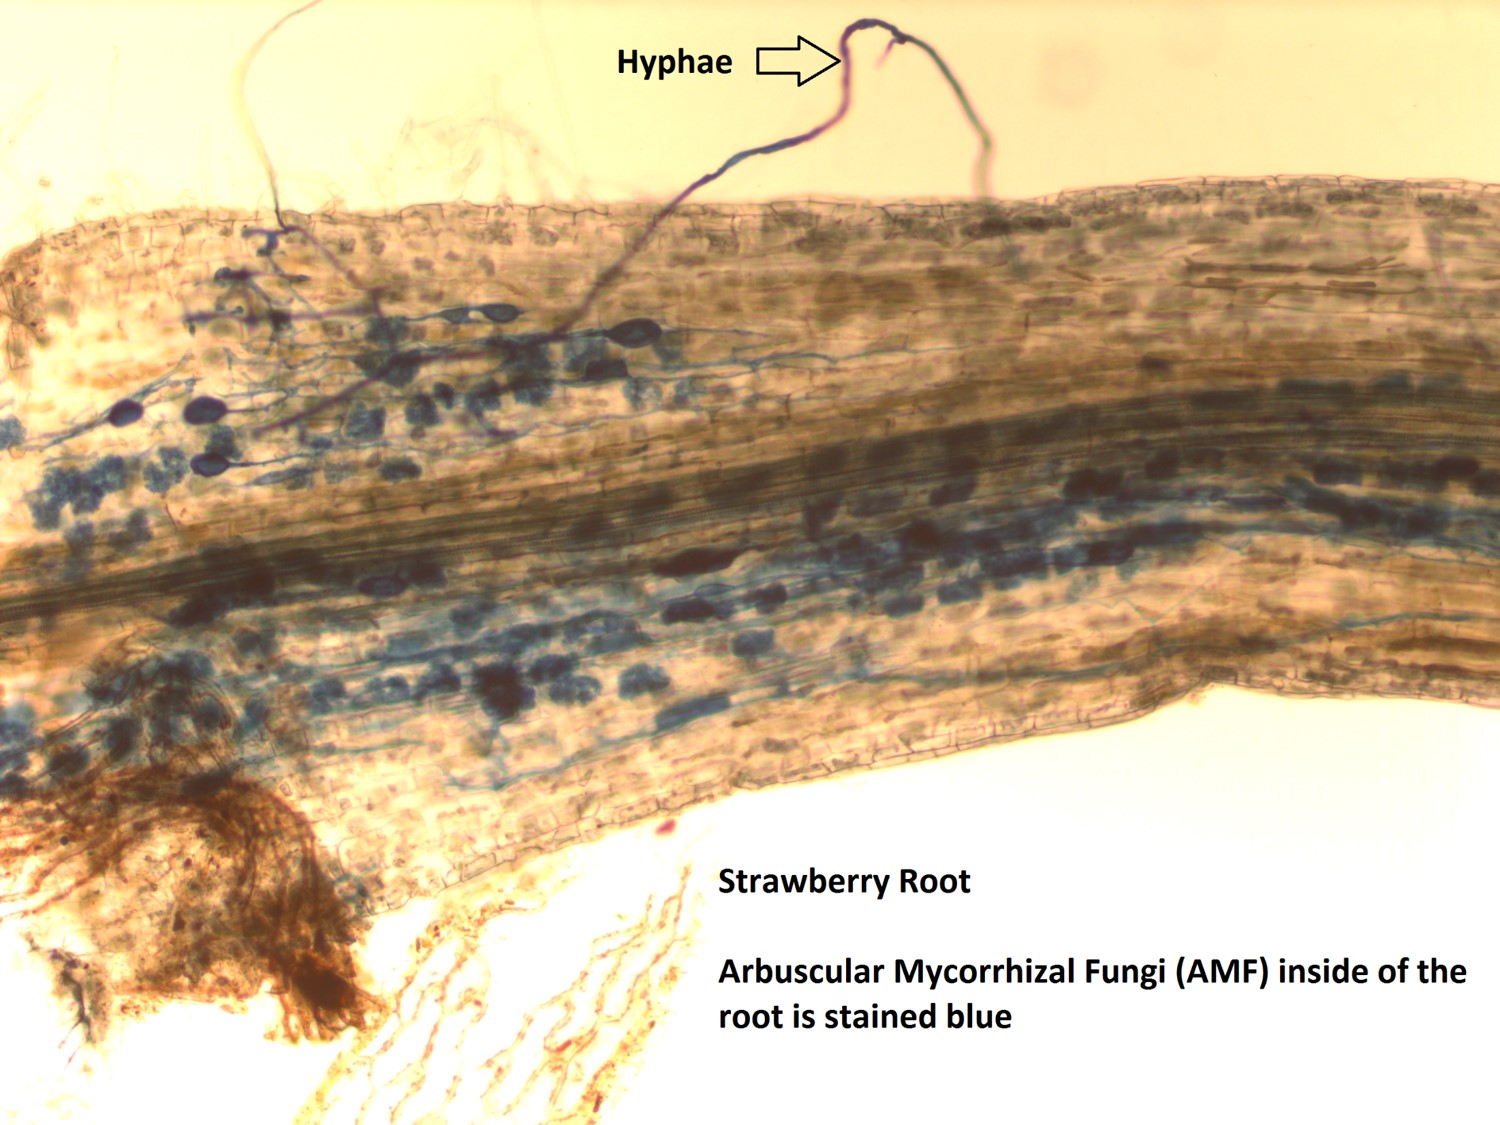 Hyphae
Strawberry Root
Arbuscular Mycorrhizal Fungi (AMF) inside of the
root is stained blue